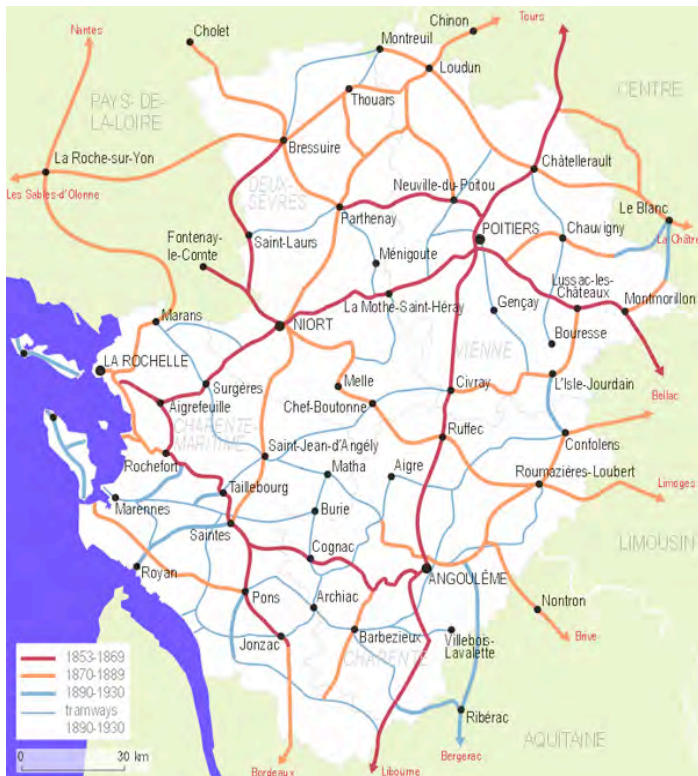 Nantes
Cholet
Chinon
Tours
Montreuil
Loudun
PAYS-DE-
LA-LOIRE
CENTRE
Thouars
La Roche-sur-Yon
Bressuire
Châtellerault
Les Sables-d'Olonne
DEUX-
SÈVRES
Neuville-du-Poitou
Le Blanc
Parthenay
Fontenay-
le-Comte
Saint-Laurs
POITIERS
Chauvigny
La Châtre
Ménigoute
Lussac-les-
Châteaux
La Mothe-Saint-Héray
Gençay
Montmorillon
Marans
NIORT
VIENNE
Bouresse
LA ROCHELLE
Surgères
Melle
Civray
L'Isle-Jourdain
Bellac
Aigrefeuille
Chef-Boutonne
CHARENTE-
MARITIME
Ruffec
Confolens
Rochefort
Saint-Jean-d'Angély
Matha
Aigre
Roumazières-Loubert
Limoges
Taillebourg
Marennes
Burie
Saintes
Cognac
LIMOUSIN
Royan
ANGOULÊME
Pons
Archiac
Nontron
Jonzac
Barbezieux
Villebois-
Lavalette
Brive
CHARENTE
1853-1869
1870-1889
1890-1930
tramways
1890-1930
Ribérac
AQUITAINE
0 30 km
Bordeaux
Libourne
Bergerac